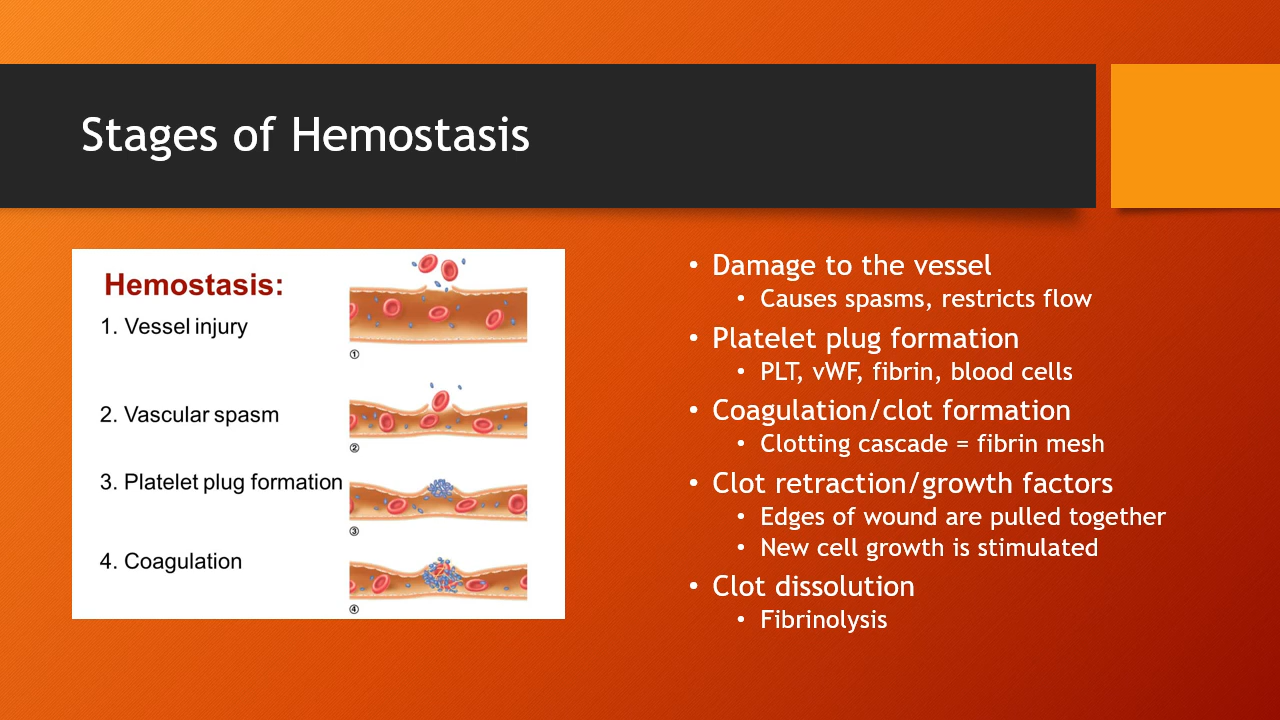 Stages of Hemostasis
Hemostasis:
1. Vessel injury
①
2. Vascular spasm
②
3. Platelet plug formation
③
4. Coagulation
④
• Damage to the vessel
• Causes spasms, restricts flow
• Platelet plug formation
• PLT, vWF, fibrin, blood cells
• Coagulation/clot formation
• Clotting cascade = fibrin mesh
• Clot retraction/growth factors
• Edges of wound are pulled together
• New cell growth is stimulated
• Clot dissolution
• Fibrinolysis